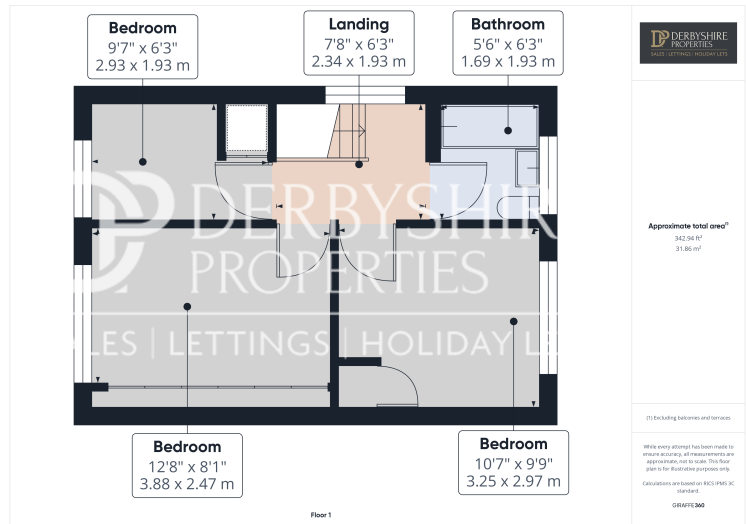 Bedroom
9'7" x 6'3"
2.93 x 1.93 m
Landing
7'8" x 6'3"
2.34 x 1.93 m
Bathroom
5'6" x 6'3"
1.69 x 1.93 m
DERBYSHIRE
PROPERTIES
SALES | LETTINGS | HOLIDAY LETS
DERBYSHIR
PROPERTIES
LES | LETTINGS | HOLIDAY LE
Approximate total area(1)
342.94 ft²
31.86 m²
Bedroom
12'8" x 8'1"
3.88 x 2.47 m
Bedroom
10'7" x 9'9"
3.25 x 2.97 m
Floor 1
(1) Excluding balconies and terraces
While every attempt has been made to
ensure accuracy, all measurements are
approximate, not to scale. This floor
plan is for illustrative purposes only.
Calculations are based on RICS IPMS 3C
standard.
GIRAFFE360